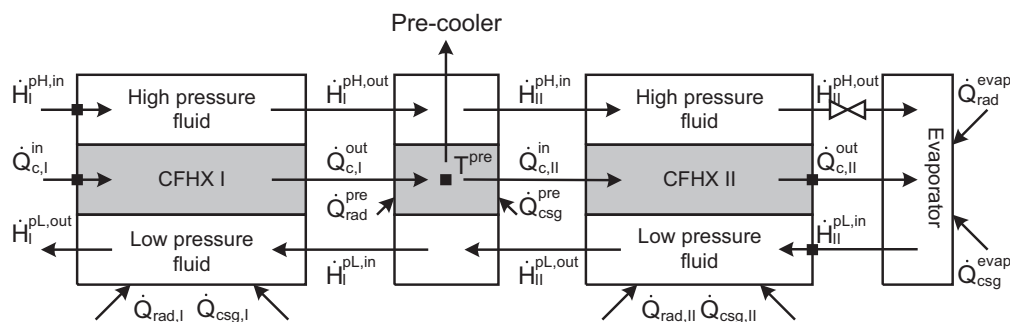 Pre-cooler
Ḣ_I^pH,in
High pressure
fluid
Ḣ_I^pH,out
Ḣ_II^pH,in
High pressure
fluid
Ḣ_II^pH,out
Q̇_rad^evap
Q̇_c,I^in
CFHX I
Q̇_c,I^out
T^pre
Q̇_c,II^in
CFHX II
Q̇_c,II^out
Evaporator
Q̇_rad^pre
Q̇_csg^pre
Ḣ_I^pL,out
Low pressure
fluid
Ḣ_I^pL,in
Ḣ_II^pL,out
Low pressure
fluid
Ḣ_II^pL,in
Q̇_csg^evap
Q̇_rad,I Q̇_csg,I
Q̇_rad,II Q̇_csg,II